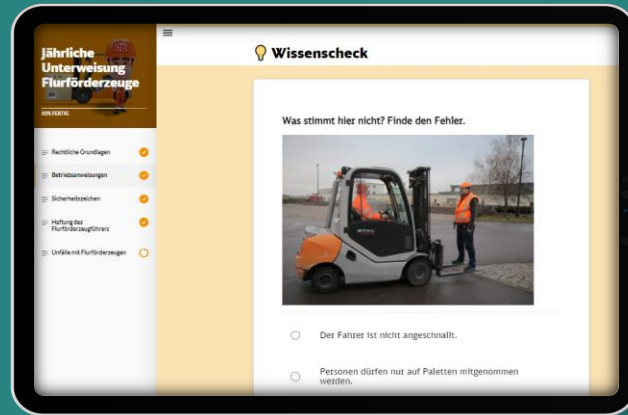 Jährliche
Unterweisung
Flurförderzeuge
Rechtliche Grundlagen
Betriebsanweisungen
Sicherheitszeichen
Haftung des
Flurförderzeugführers
Unfälle mit Flurförderzeugen
Wissenscheck
Was stimmt hier nicht? Finde den Fehler.
STILL
Der Fahrer ist nicht angeschnallt.
Personen dürfen nur auf Paletten mitgenommen
werden.